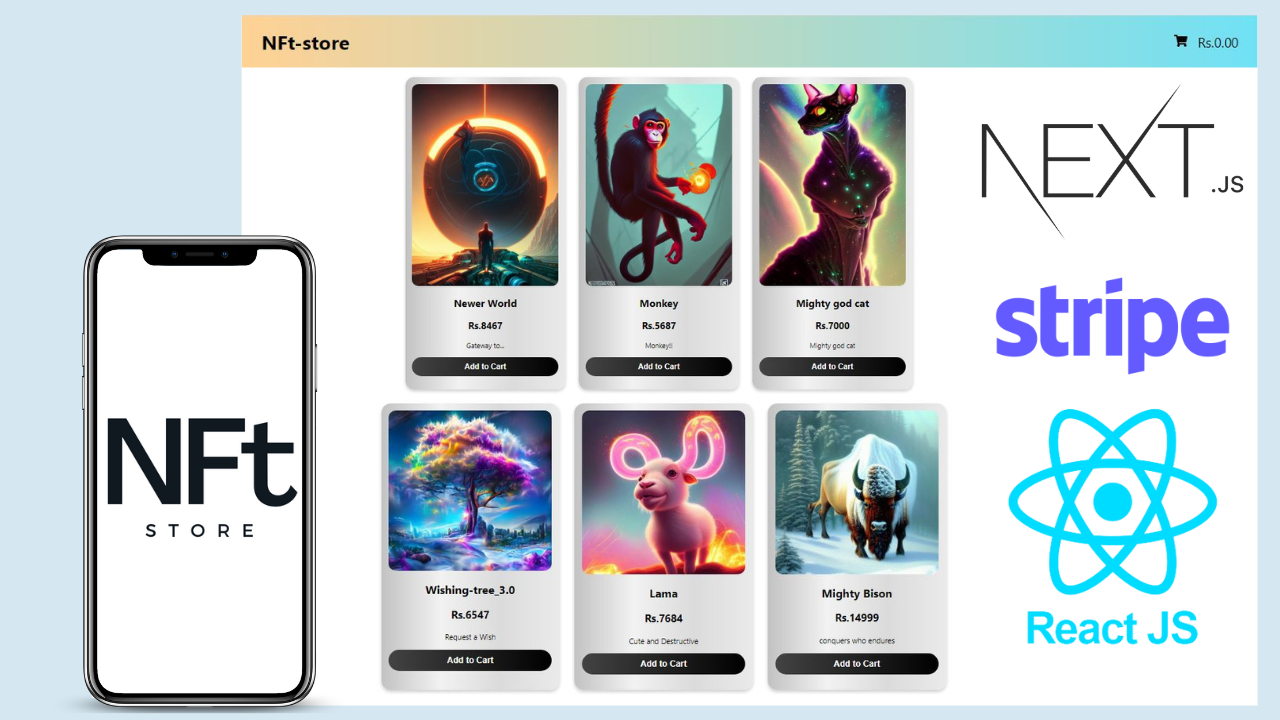 NFt-store
Rs.0.00
Newer World
Rs.8467
Gateway to...
Add to Cart
Monkey
Rs.5687
Monkey!!
Add to Cart
Mighty god cat
Rs.7000
Mighty god cat
Add to Cart
NEXT.JS
stripe
NFt
STORE
Wishing-tree_3.0
Rs.6547
Request a Wish
Add to Cart
Lama
Rs.7684
Cute and Destructive
Add to Cart
Mighty Bison
Rs.14999
conquers who endures
Add to Cart
React JS